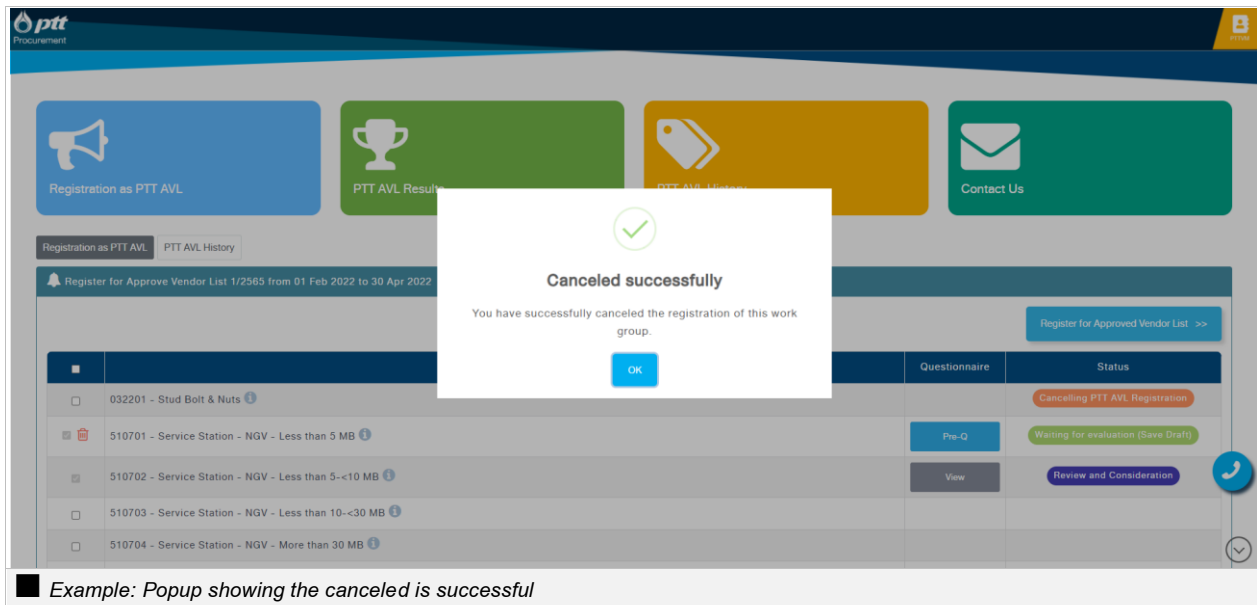 ptt
Procurement
Registration as PTT AVL
PTT AVL Results
PTT AVL History
Contact Us
Registration as PTT AVL
PTT AVL History
Register for Approve Vendor List 1/2565 from 01 Feb 2022 to 30 Apr 2022
Canceled successfully
You have successfully canceled the registration of this work
group.
OK
Register for Approved Vendor List >>
Questionnaire
Status
032201 - Stud Bolt & Nuts
Cancelling PTT AVL Registration
510701 - Service Station - NGV - Less than 5 MB
Pre-Q
Waiting for evaluation (Save Draft)
510702 - Service Station - NGV - Less than 5-<10 MB
View
Review and Consideration
510703 - Service Station - NGV - Less than 10-<30 MB
510704 - Service Station - NGV - More than 30 MB
Example: Popup showing the canceled is successful